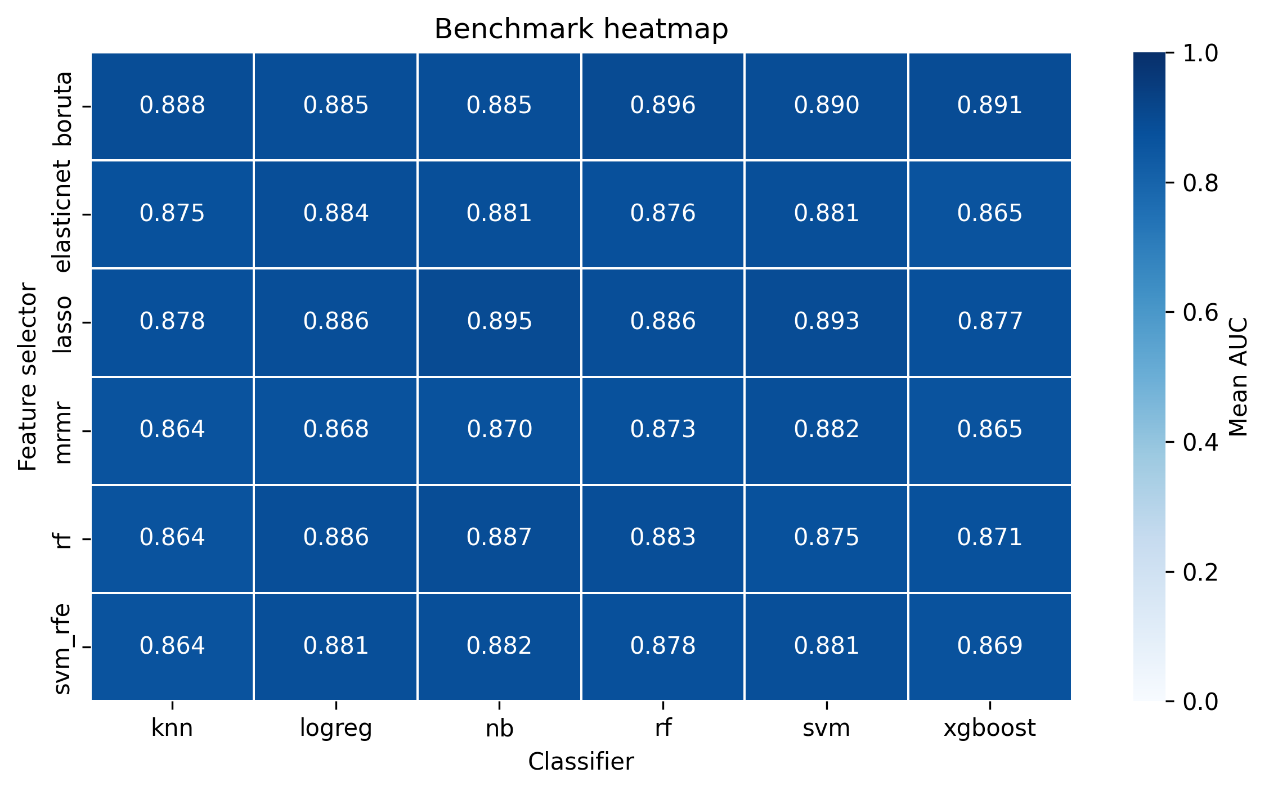 Benchmark heatmap
Feature selector
boruta 0.888 0.885 0.885 0.896 0.890 0.891
elasticnet 0.875 0.884 0.881 0.876 0.881 0.865
lasso 0.878 0.886 0.895 0.886 0.893 0.877
mrmr 0.864 0.868 0.870 0.873 0.882 0.865
rf 0.864 0.886 0.887 0.883 0.875 0.871
svm_rfe 0.864 0.881 0.882 0.878 0.881 0.869
knn logreg nb rf svm xgboost
Classifier
1.0
0.8
0.6
0.4
0.2
0.0
Mean AUC